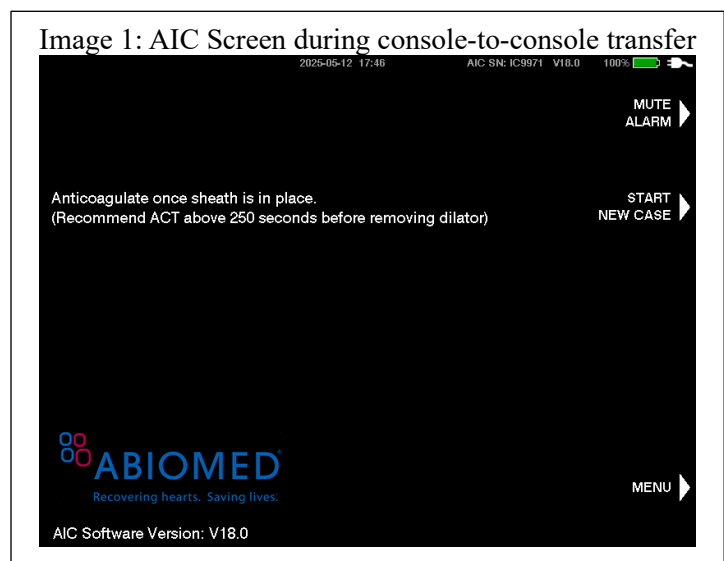 Image 1: AIC Screen during console-to-console transfer
2025-05-12 17:46 AIC SN: IC9971 V18.0 100%
MUTE
ALARM
Anticoagulate once sheath is in place.
(Recommend ACT above 250 seconds before removing dilator)
START
NEW CASE
ABIOMED
Recovering hearts. Saving lives.
MENU
AIC Software Version: V18.0